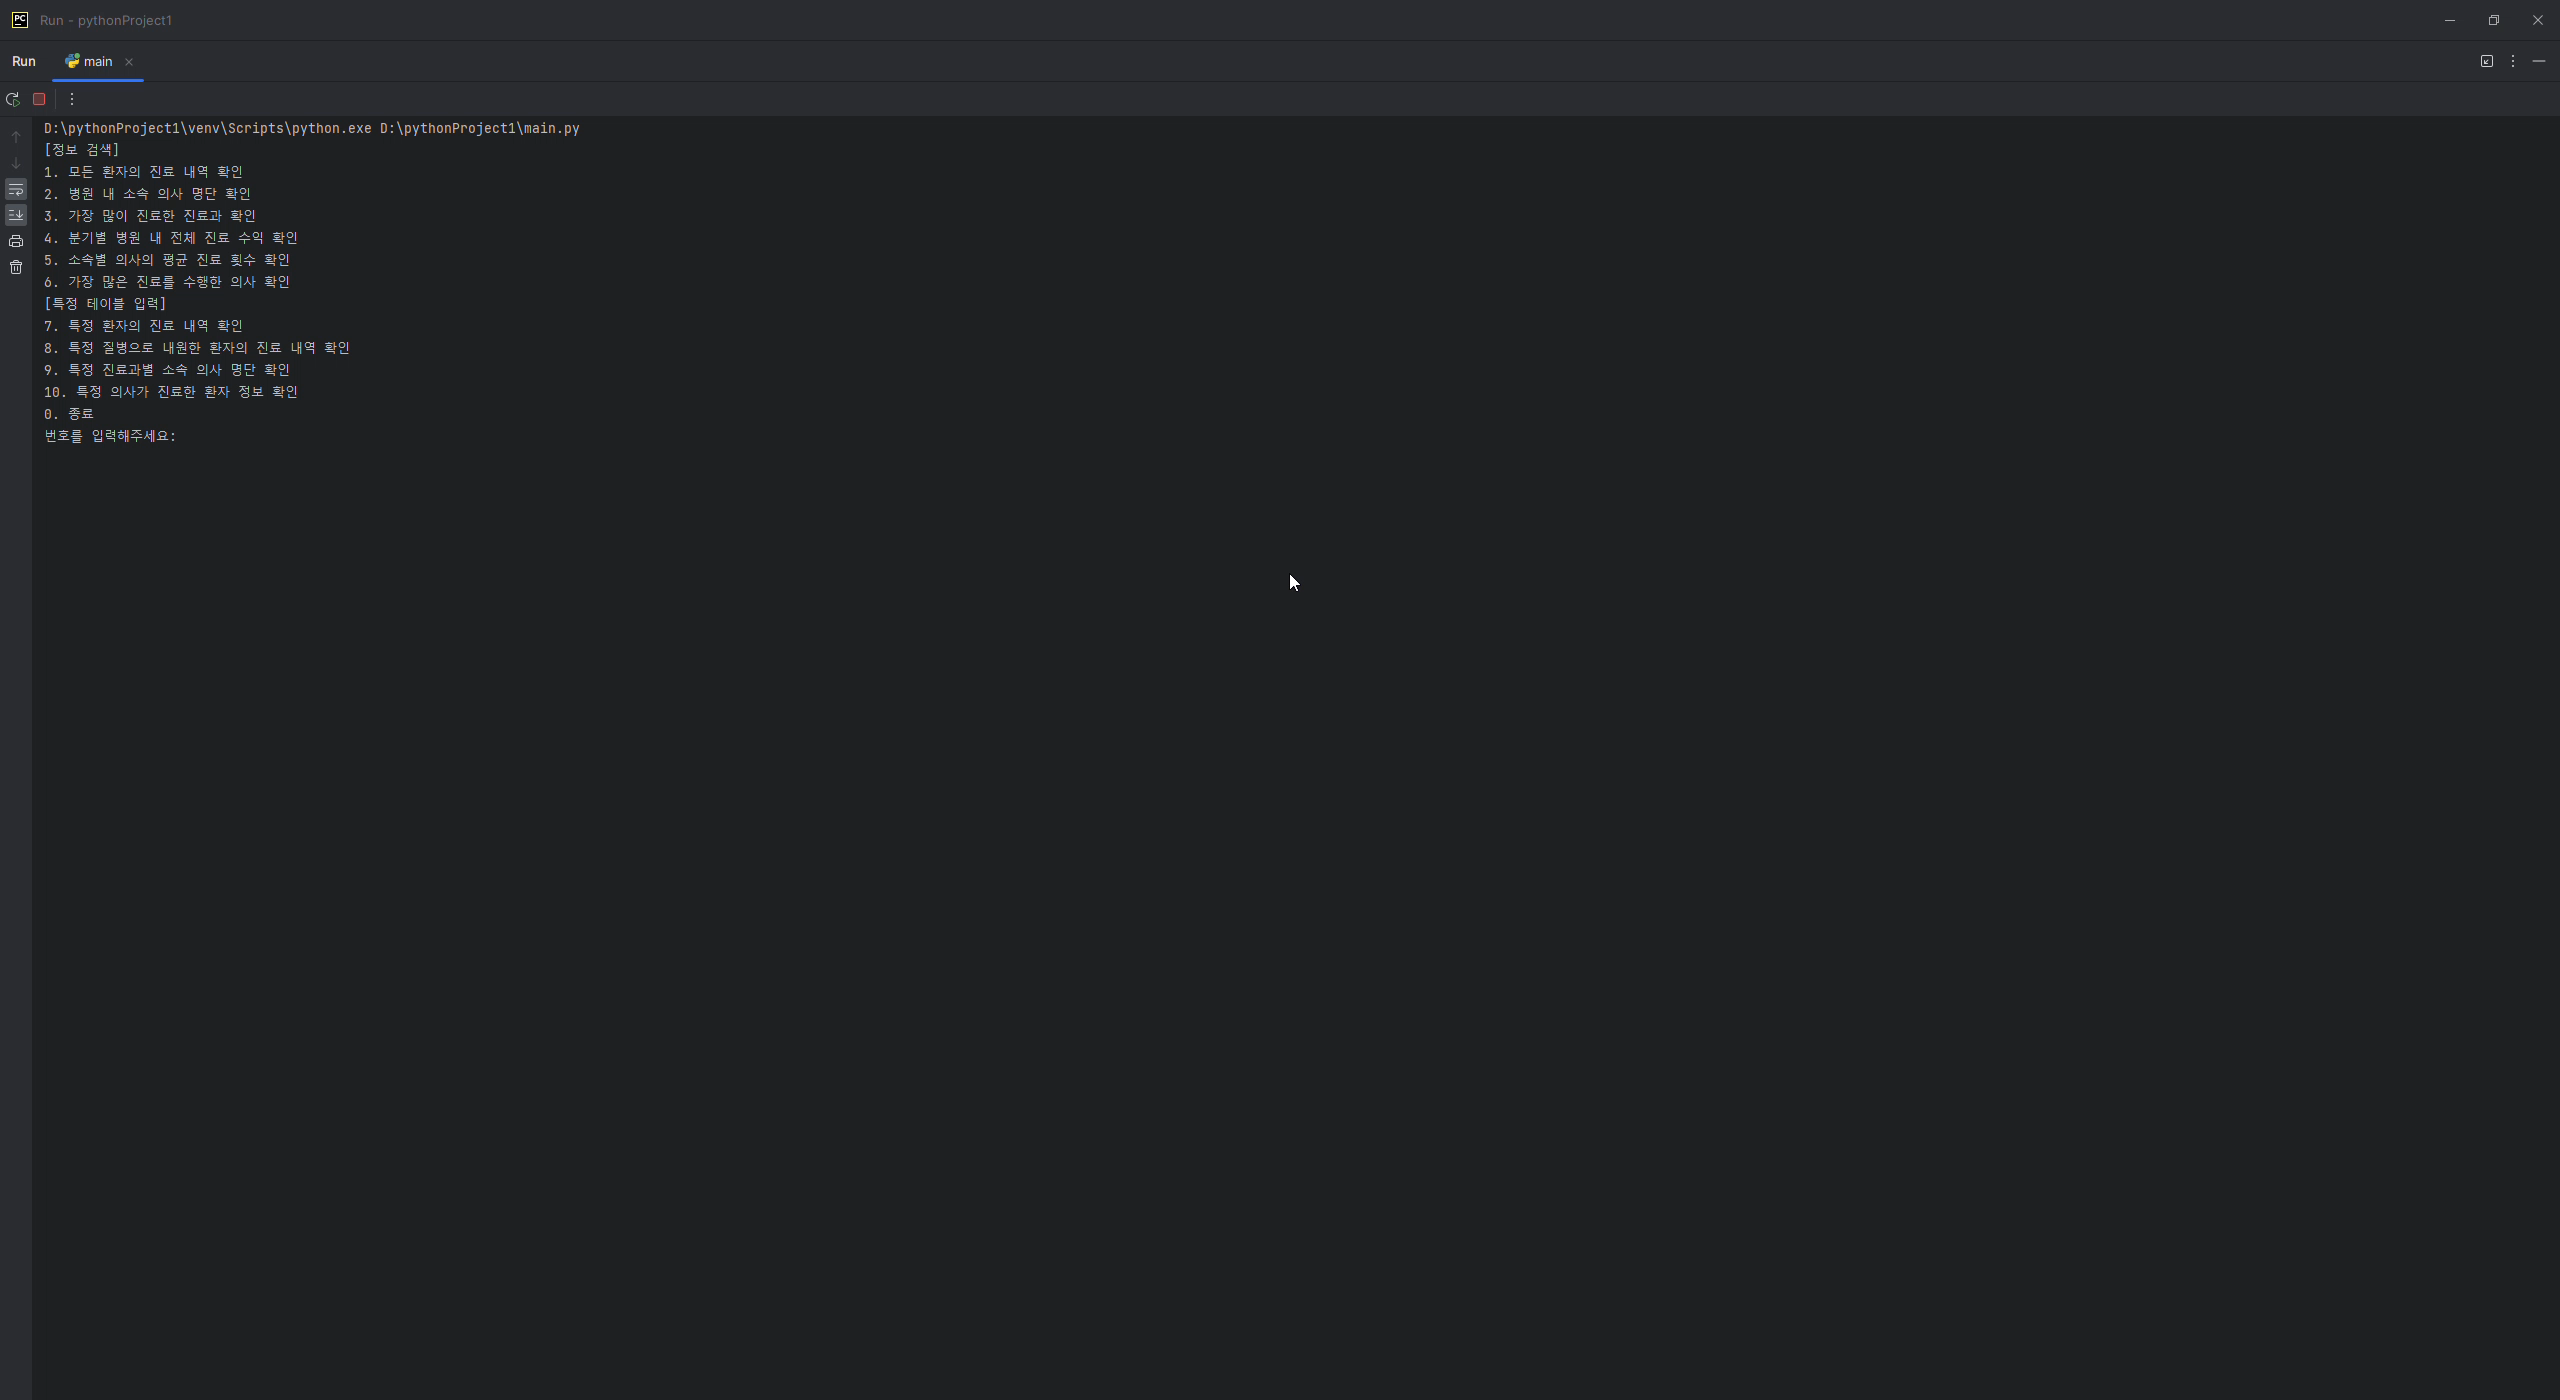 PC Run - pythonProject1
Run main
D:\pythonProject1\venv\Scripts\python.exe D:\pythonProject1\main.py
[정보 검색]
1. 모든 환자의 진료 내역 확인
2. 병원 내 소속 의사 명단 확인
3. 가장 많이 진료한 진료과 확인
4. 분기별 병원 내 전체 진료 수익 확인
5. 소속별 의사의 평균 진료 횟수 확인
6. 가장 많은 진료를 수행한 의사 확인
[특정 테이블 입력]
7. 특정 환자의 진료 내역 확인
8. 특정 질병으로 내원한 환자의 진료 내역 확인
9. 특정 진료과별 소속 의사 명단 확인
10. 특정 의사가 진료한 환자 정보 확인
0. 종료
번호를 입력해주세요: